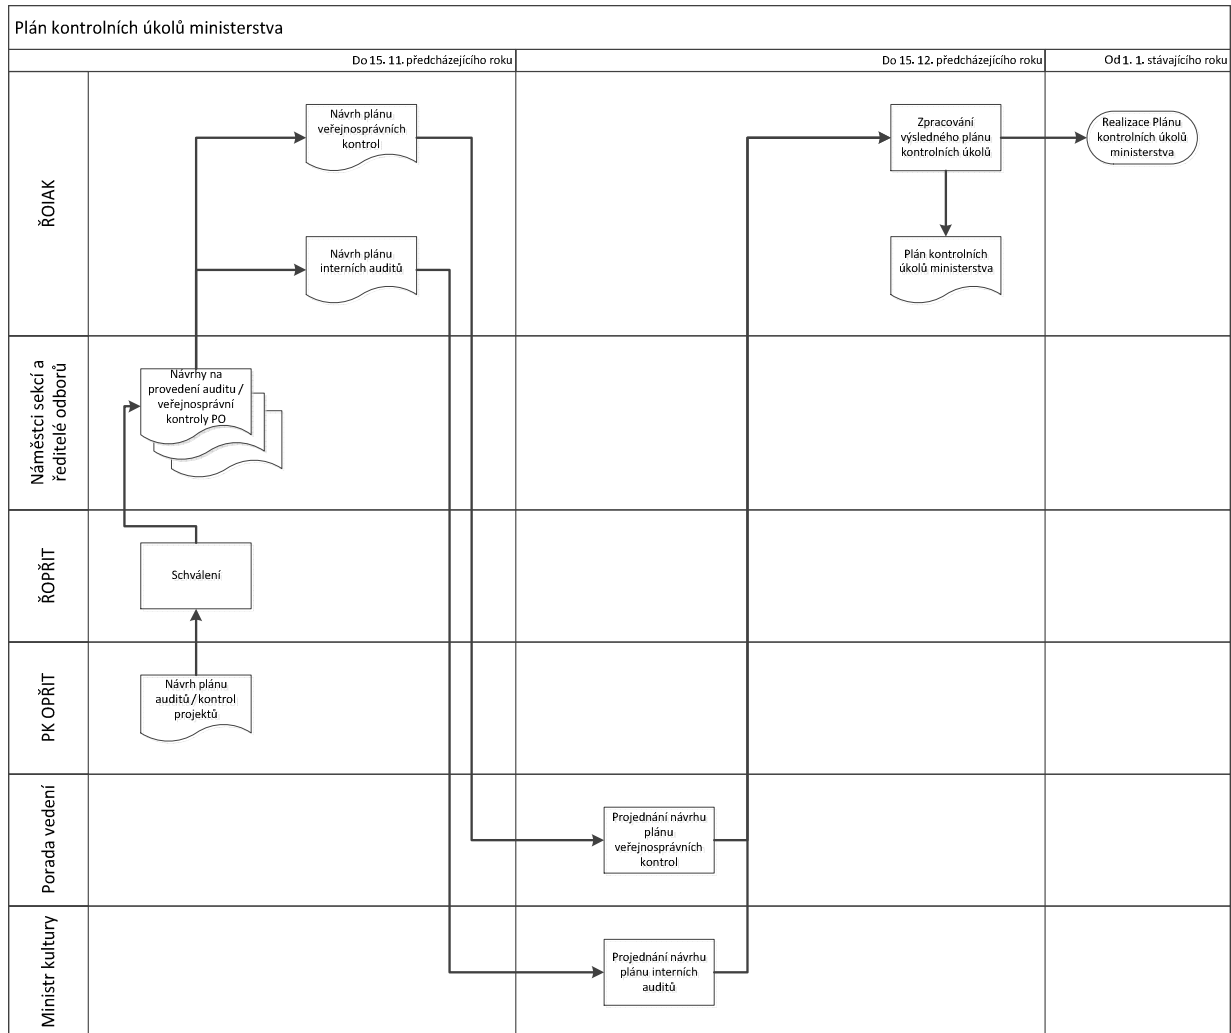 Plán kontrolních úkolů ministerstva
Do 15. 11. předcházejícího roku
Do 15. 12. předcházejícího roku
Od 1. 1. stávajícího roku
ŘOIAK
Návrh plánu
veřejnosprávních
kontrol
Zpracování
výsledného plánu
kontrolních úkolů
Realizace Plánu
kontrolních úkolů
ministerstva
Návrh plánu
interních auditů
Plán kontrolních
úkolů ministerstva
Náměstci sekcí a
ředitelé odborů
Návrhy na
provedení auditu /
veřejnosprávní
kontroly PO
ŘOPŘIT
Schválení
PK OPŘIT
Návrh plánu
auditů / kontrol
projektů
Porada vedení
Projednání návrhu
plánu
veřejnosprávních
kontrol
Ministr kultury
Projednání návrhu
plánu interních
auditů